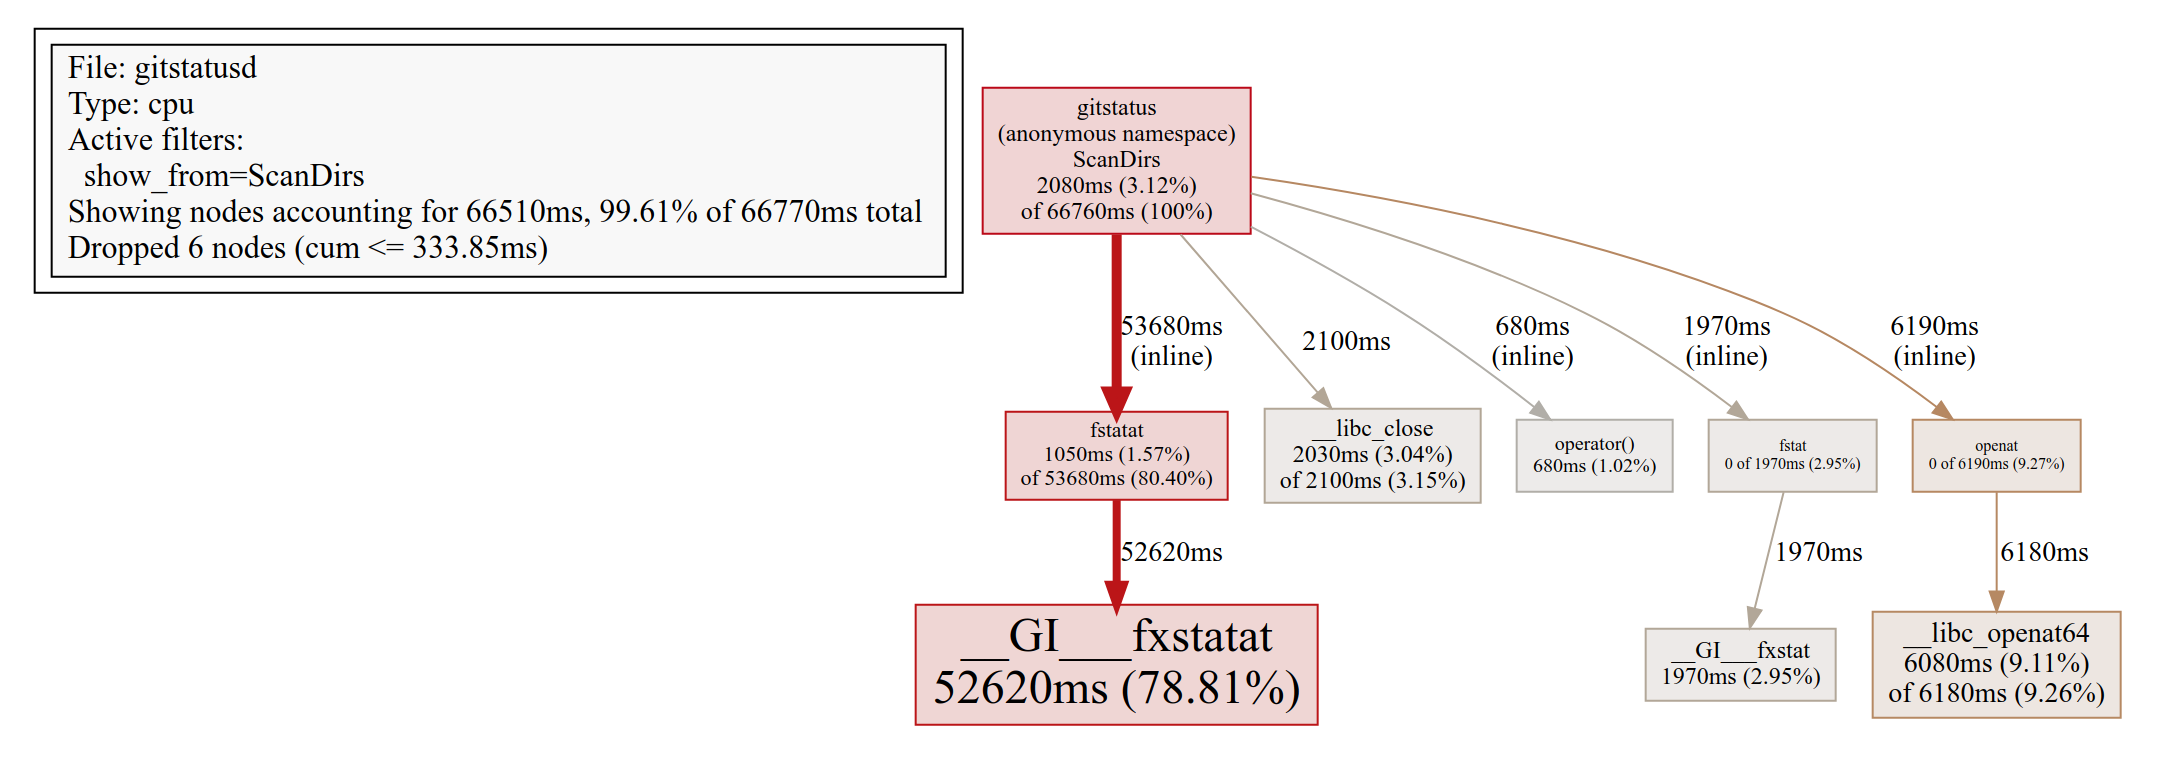 File: gitstatusd
Type: cpu
Active filters:
show_from=ScanDirs
Showing nodes accounting for 66510ms, 99.61% of 66770ms total
Dropped 6 nodes (cum <= 333.85ms)
gitstatus
(anonymous namespace)
ScanDirs
2080ms (3.12%)
of 66760ms (100%)
53680ms
(inline)
2100ms
680ms
(inline)
1970ms
(inline)
6190ms
(inline)
fstatat
1050ms (1.57%)
of 53680ms (80.40%)
__libc_close
2030ms (3.04%)
of 2100ms (3.15%)
operator()
680ms (1.02%)
fstat
0 of 1970ms (2.95%)
openat
0 of 6190ms (9.27%)
52620ms
1970ms
6180ms
__GI___fxstatat
52620ms (78.81%)
__GI___fxstat
1970ms (2.95%)
__libc_openat64
6080ms (9.11%)
of 6180ms (9.26%)